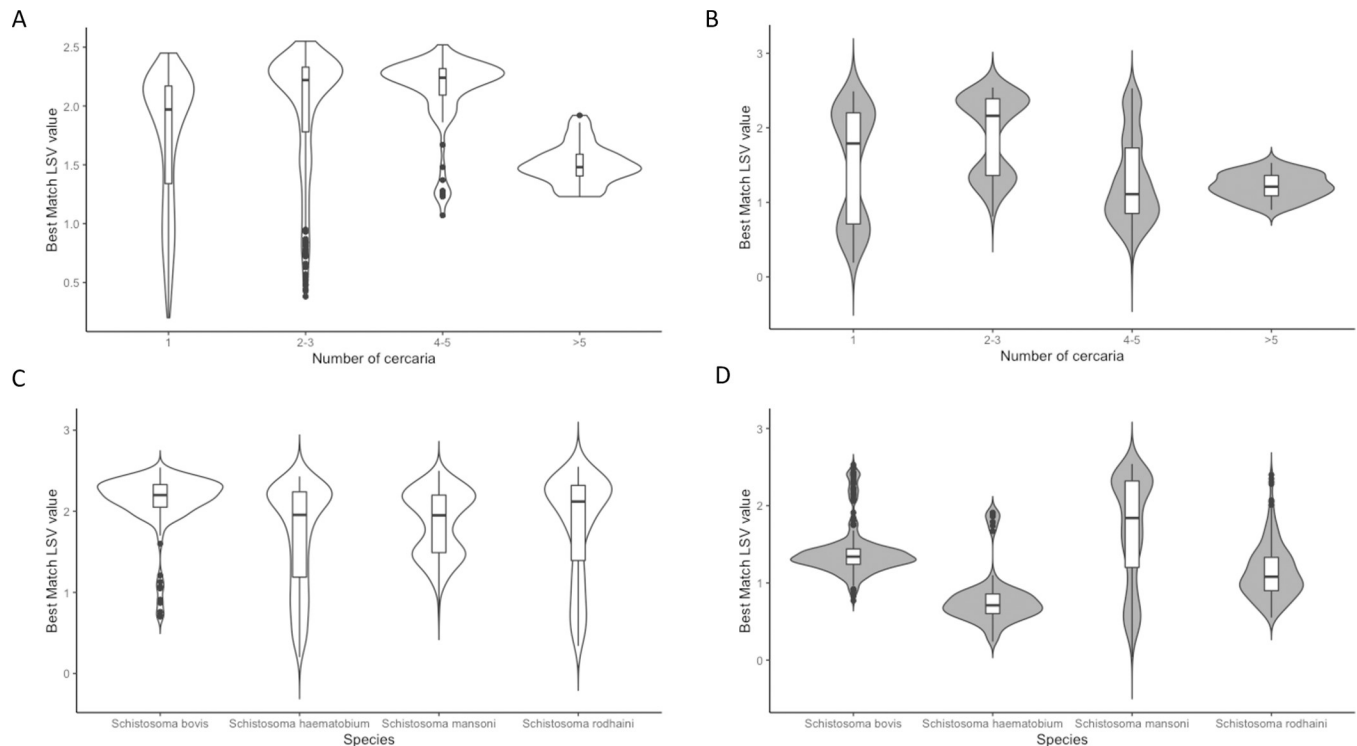 A
Best Match LSV value
2.5
2.0
1.5
1.0
0.5
1
2-3
4-5
>5
Number of cercaria
B
Best Match LSV value
3
2
1
0
1
2-3
4-5
>5
Number of cercaria
C
Best Match LSV value
3
2
1
0
Schistosoma bovis
Schistosoma haematobium
Schistosoma mansoni
Schistosoma rodhaini
Species
D
Best Match LSV value
3
2
1
0
Schistosoma bovis
Schistosoma haematobium
Schistosoma mansoni
Schistosoma rodhaini
Species